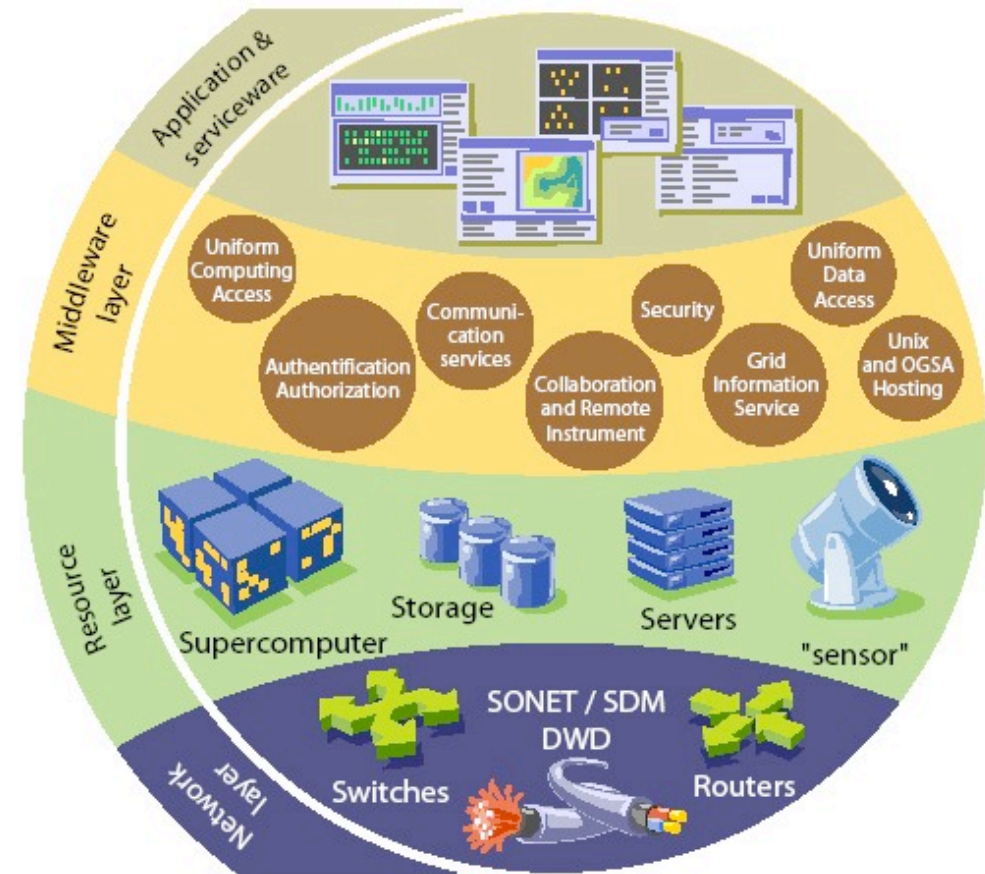 Application &
serviceware
Middleware
layer
Uniform
Computing
Access
Authentification
Authorization
Communi-
cation
services
Collaboration
and Remote
Instrument
Security
Grid
Information
Service
Uniform
Data
Access
Unix
and OGSA
Hosting
Resource
layer
Supercomputer
Storage
Servers
"sensor"
Network
layer
Switches
SONET / SDM
DWD
Routers